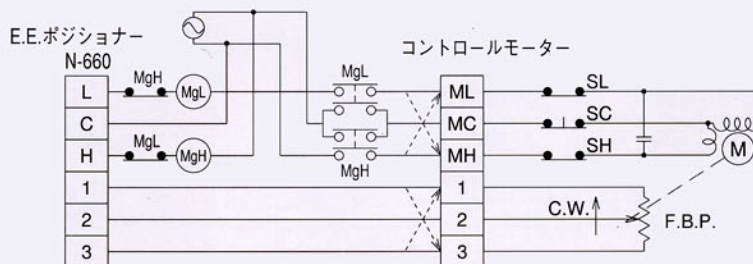 E.E.ポジショナー
N-660
コントロールモーター
L
C
H
1
2
3
MgH
MgL
MgL
MgH
MgL
MgH
ML
MC
MH
1
2
3
SL
SC
SH
M
C.W.
F.B.P.